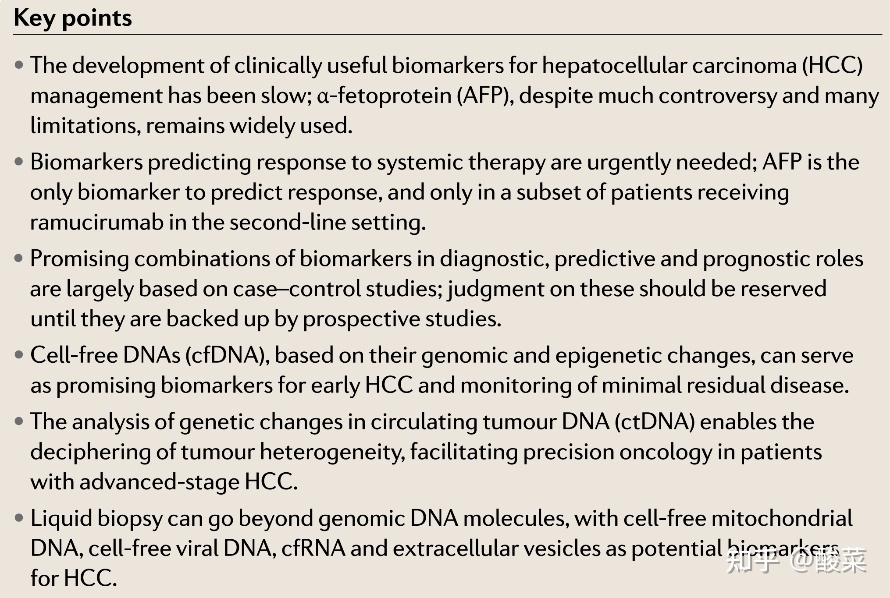 Key points
• The development of clinically useful biomarkers for hepatocellular carcinoma (HCC)
management has been slow; α-fetoprotein (AFP), despite much controversy and many
limitations, remains widely used.
• Biomarkers predicting response to systemic therapy are urgently needed; AFP is the
only biomarker to predict response, and only in a subset of patients receiving
ramucirumab in the second-line setting.
• Promising combinations of biomarkers in diagnostic, predictive and prognostic roles
are largely based on case–control studies; judgment on these should be reserved
until they are backed up by prospective studies.
• Cell-free DNAs (cfDNA), based on their genomic and epigenetic changes, can serve
as promising biomarkers for early HCC and monitoring of minimal residual disease.
• The analysis of genetic changes in circulating tumour DNA (ctDNA) enables the
deciphering of tumour heterogeneity, facilitating precision oncology in patients
with advanced-stage HCC.
• Liquid biopsy can go beyond genomic DNA molecules, with cell-free mitochondrial
DNA, cell-free viral DNA, cfRNA and extracellular vesicles as potential biomarkers
for HCC.
知乎 @酸菜